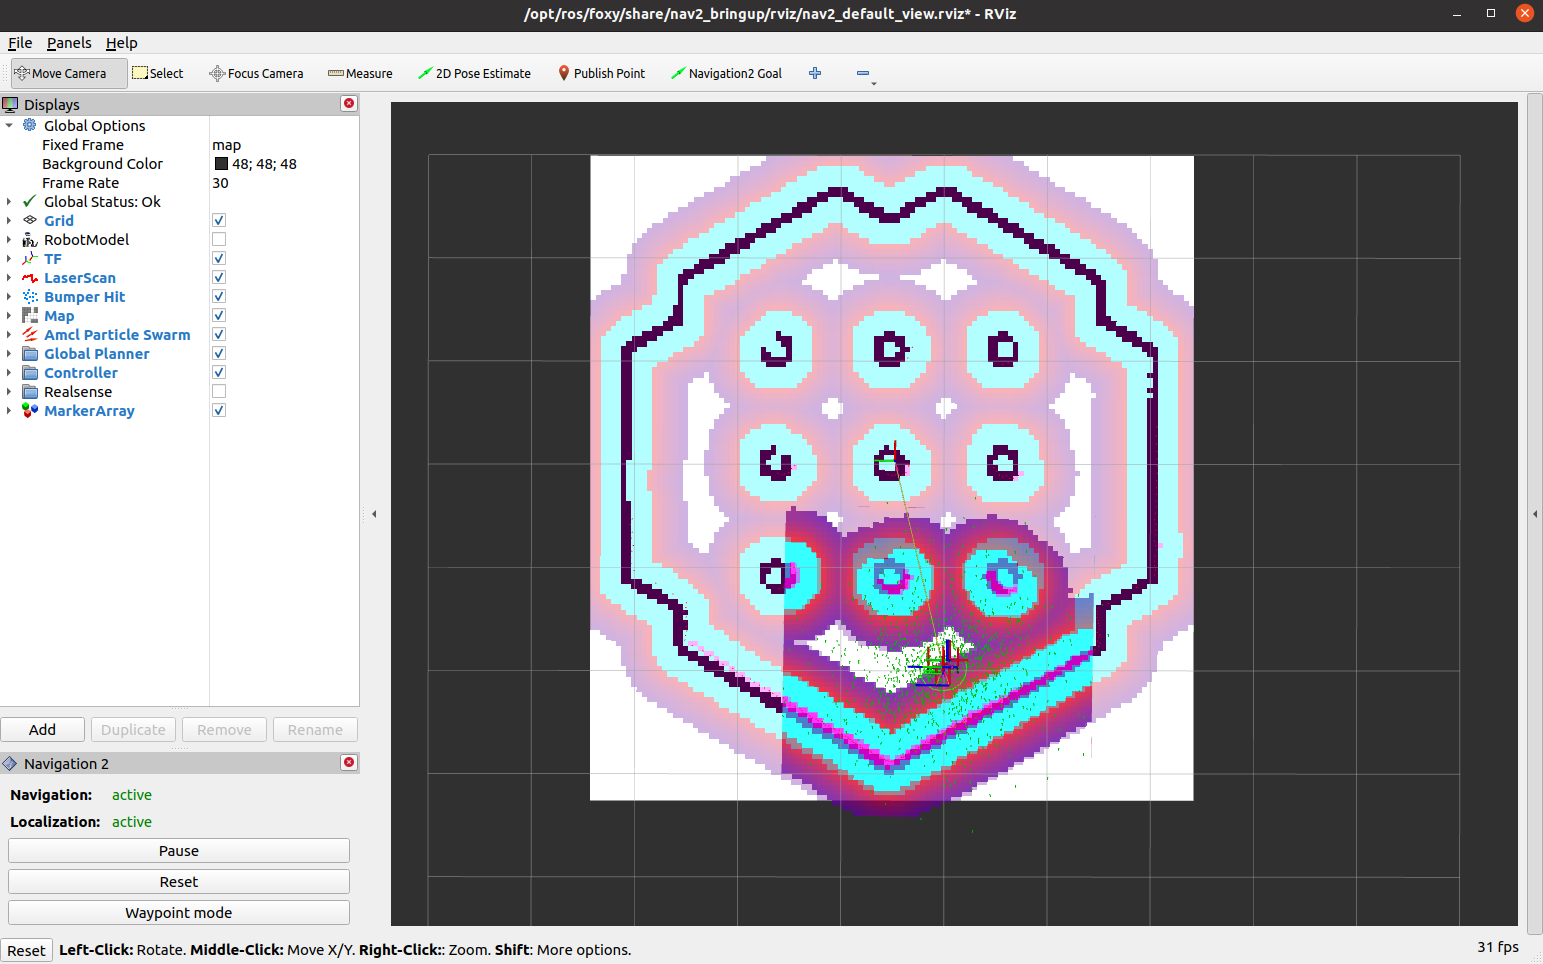 /opt/ros/foxy/share/nav2_bringup/rviz/nav2_default_view.rviz* - RViz
File Panels Help
Move Camera Select Focus Camera Measure 2D Pose Estimate Publish Point Navigation2 Goal
Displays
Global Options
Fixed Frame map
Background Color 48; 48; 48
Frame Rate 30
Global Status: Ok
Grid
RobotModel
TF
LaserScan
Bumper Hit
Map
Amcl Particle Swarm
Global Planner
Controller
Realsense
MarkerArray
Add Duplicate Remove Rename
Navigation 2
Navigation: active
Localization: active
Pause
Reset
Waypoint mode
Reset Left-Click: Rotate. Middle-Click: Move X/Y. Right-Click:: Zoom. Shift: More options. 31 fps